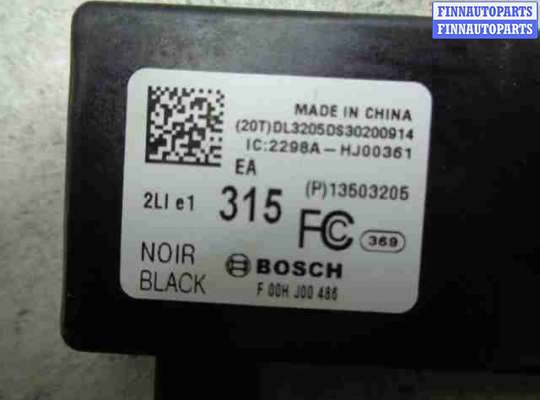 FINNAUTOPARTS
FINNAUTOPARTS
MADE IN CHINA
(20T)DL3205DS30200914
IC:2298A-HJ00361
EA
(P)13503205
2LI e1
315
FC
369
NOIR
BLACK
BOSCH
F 00H J00 486